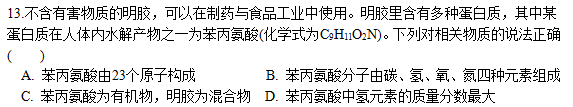 13.不含有害物质的明胶，可以在制药与食品工业中使用。明胶里含有多种蛋白质，其中某
蛋白质在人体内水解产物之一为苯丙氨酸(化学式为C₉H₁₁O₂N)。下列对相关物质的说法正确
( )
A. 苯丙氨酸由23个原子构成 B. 苯丙氨酸分子由碳、氢、氧、氮四种元素组成
C. 苯丙氨酸为有机物，明胶为混合物 D. 苯丙氨酸中氢元素的质量分数最大